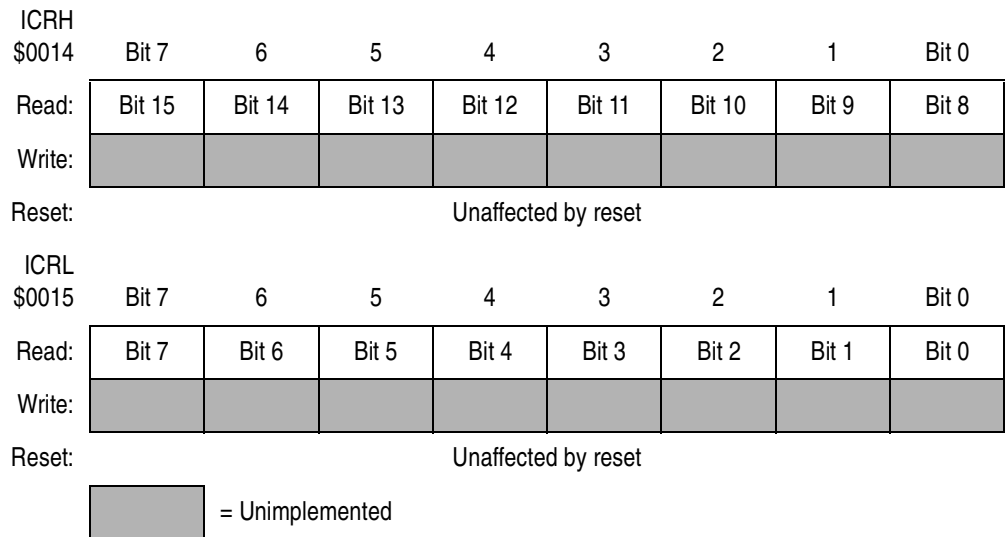 ICRH
$0014 Bit 7 6 5 4 3 2 1 Bit 0
Read: Bit 15 Bit 14 Bit 13 Bit 12 Bit 11 Bit 10 Bit 9 Bit 8
Write:
Reset: Unaffected by reset
ICRL
$0015 Bit 7 6 5 4 3 2 1 Bit 0
Read: Bit 7 Bit 6 Bit 5 Bit 4 Bit 3 Bit 2 Bit 1 Bit 0
Write:
Reset: Unaffected by reset
= Unimplemented